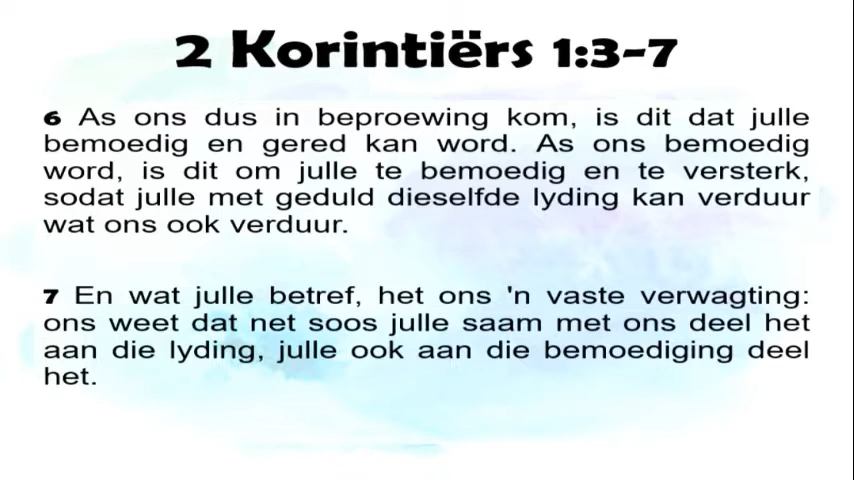 2 Korintiërs 1:3-7
6 As ons dus in beproewing kom, is dit dat julle
bemoedig en gered kan word. As ons bemoedig
word, is dit om julle te bemoedig en te versterk,
sodat julle met geduld dieselfde lyding kan verduur
wat ons ook verduur.
7 En wat julle betref, het ons 'n vaste verwagting:
ons weet dat net soos julle saam met ons deel het
aan die lyding, julle ook aan die bemoediging deel
het.